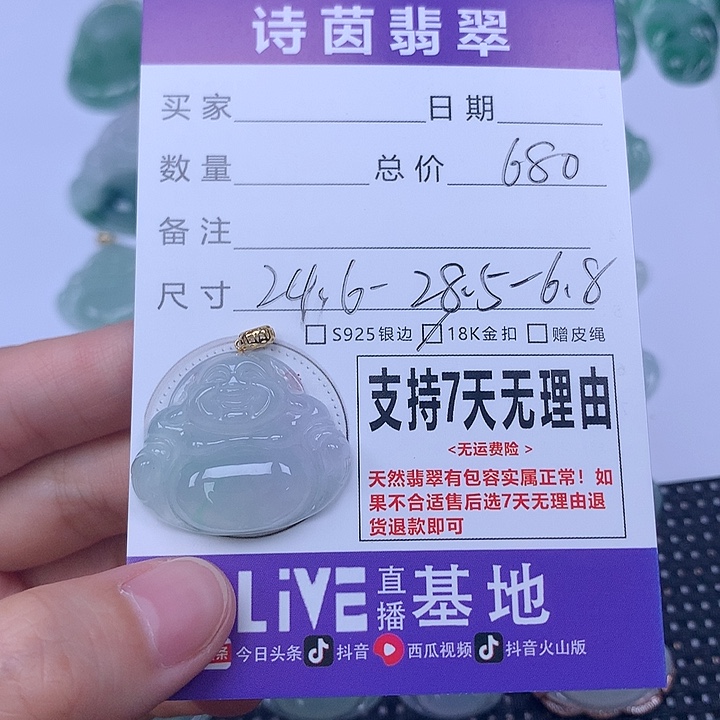 诗茵翡翠
买家 日期
数量 总价 680
备注
尺寸 24.6-28.5-6.8
S925银边 18K金扣 赠皮绳
支持7天无理由
<无运费险>
天然翡翠有包容实属正常！如
果不合适售后选7天无理由退
货退款即可
LiVE直播基地
条 今日头条 抖音 西瓜视频 抖音火山版